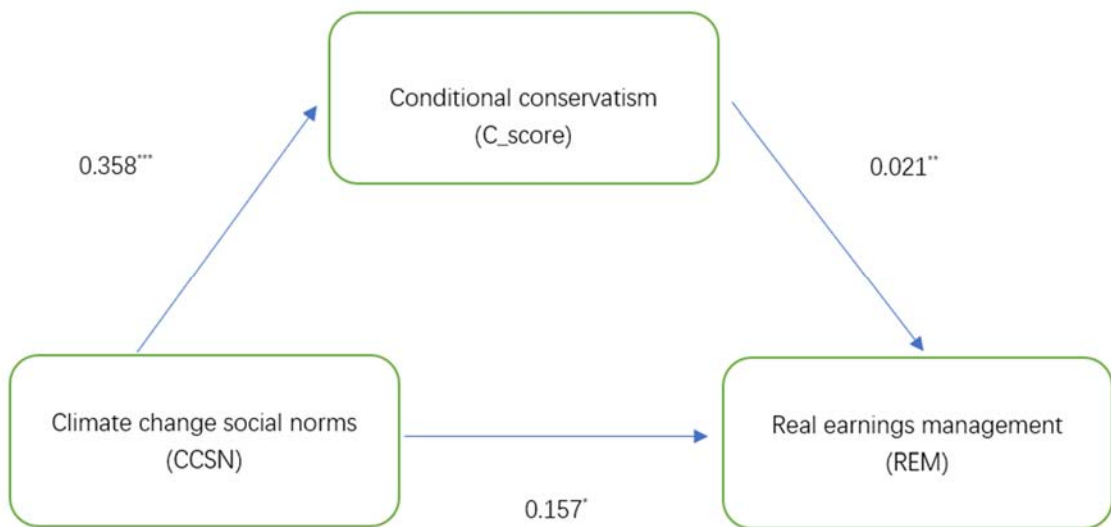 Conditional conservatism
(C_score)
0.358***
0.021**
Climate change social norms
(CCSN)
Real earnings management
(REM)
0.157*